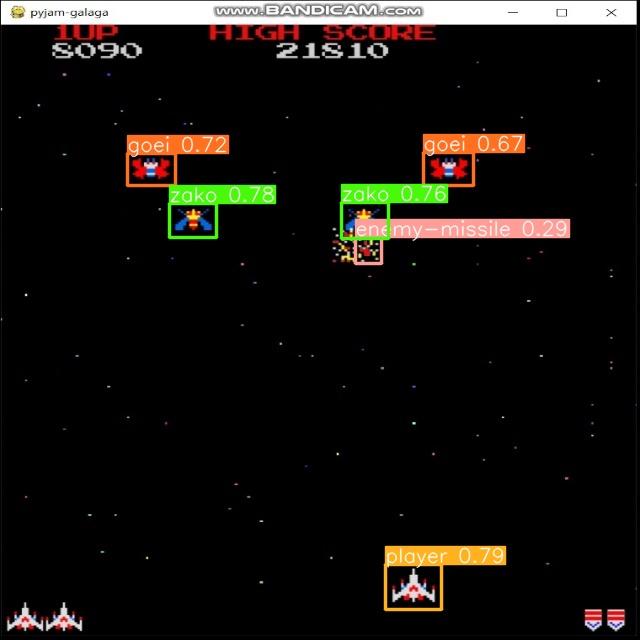 pyjam-galaga
www.BANDICAM.com
1UP
HIGH SCORE
8090
21810
goei 0.72
goei 0.67
zako 0.78
zako 0.76
enemy-missile 0.29
player 0.79